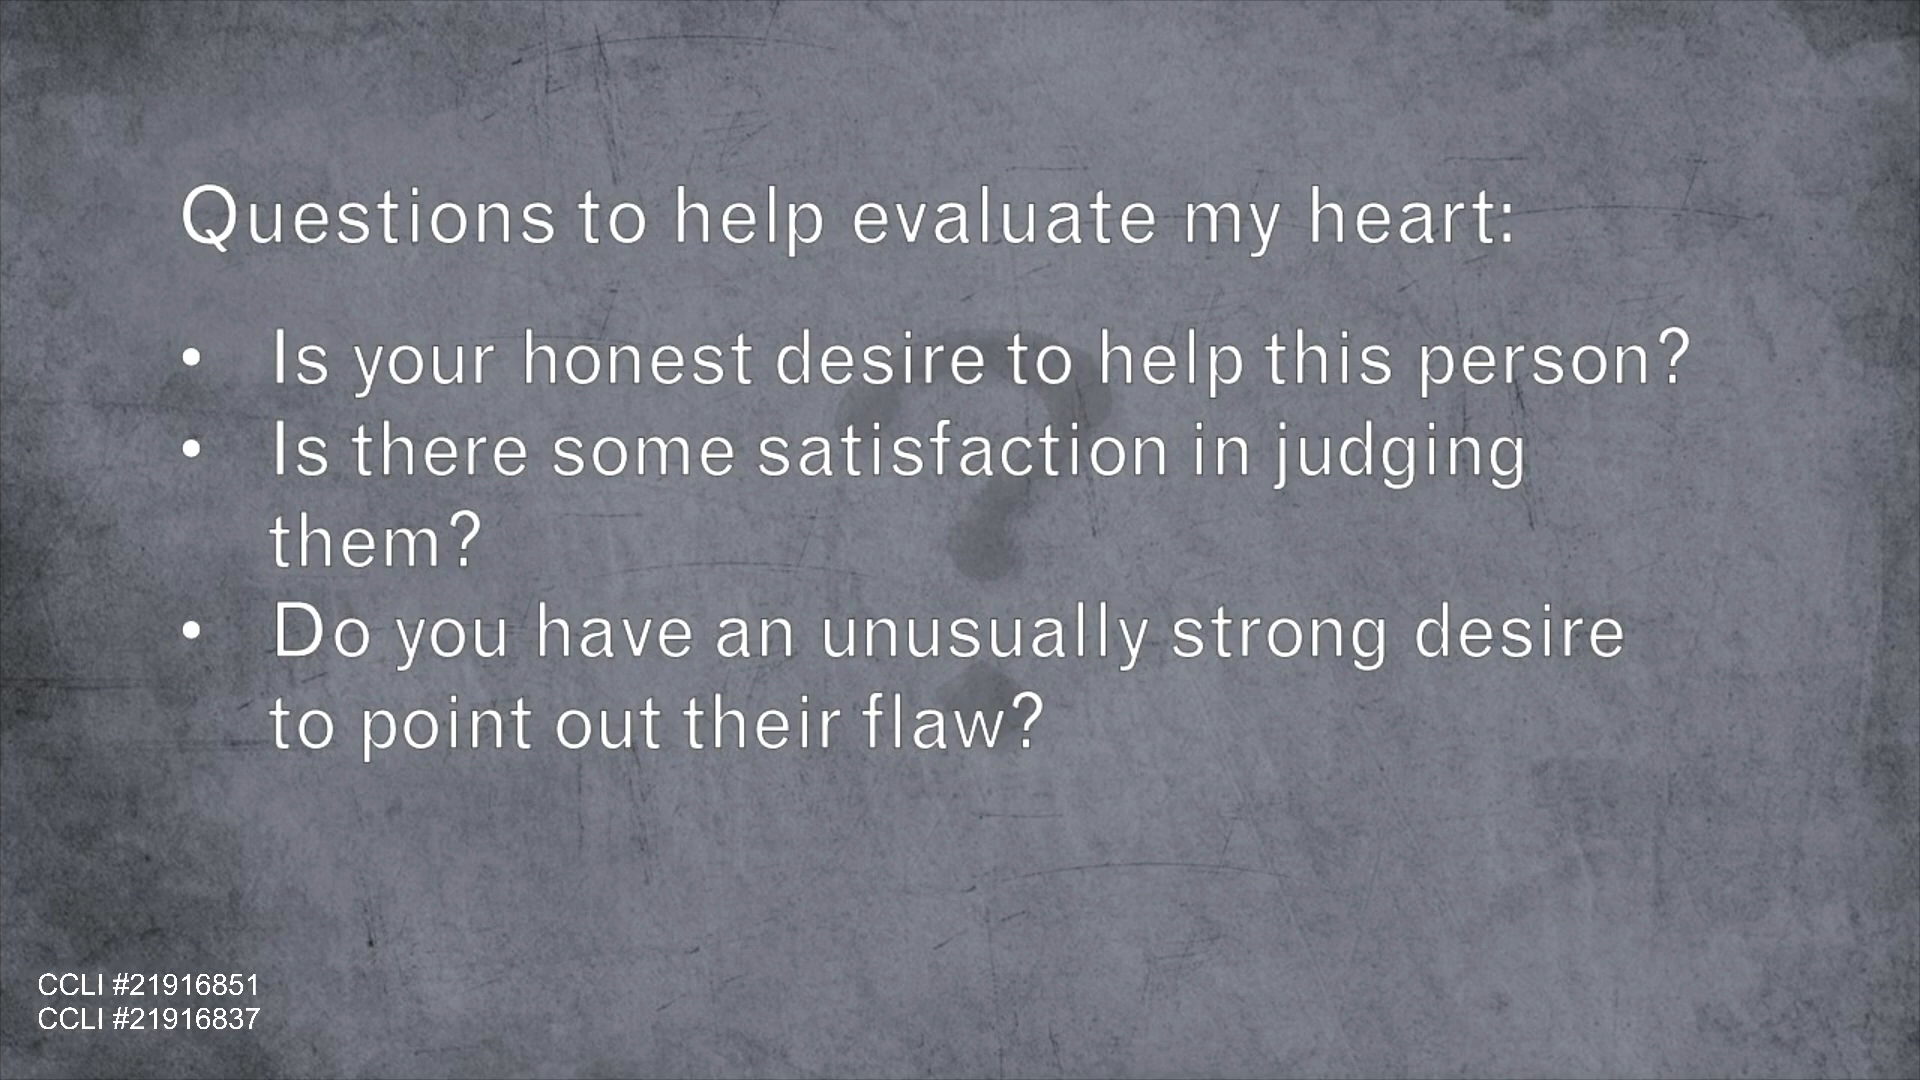 Questions to help evaluate my heart:
• Is your honest desire to help this person?
• Is there some satisfaction in judging
them?
• Do you have an unusually strong desire
to point out their flaw?
CCLI #21916851
CCLI #21916837